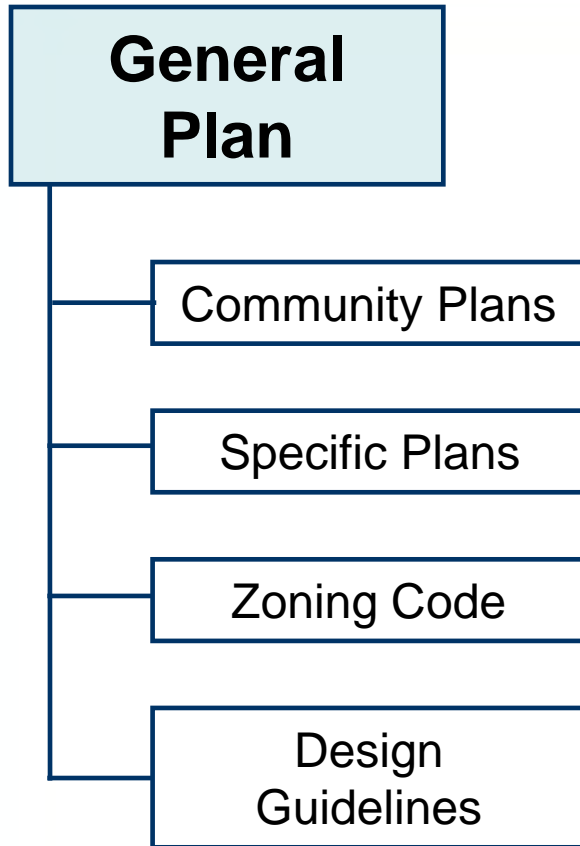 General
Plan
Community Plans
Specific Plans
Zoning Code
Design
Guidelines